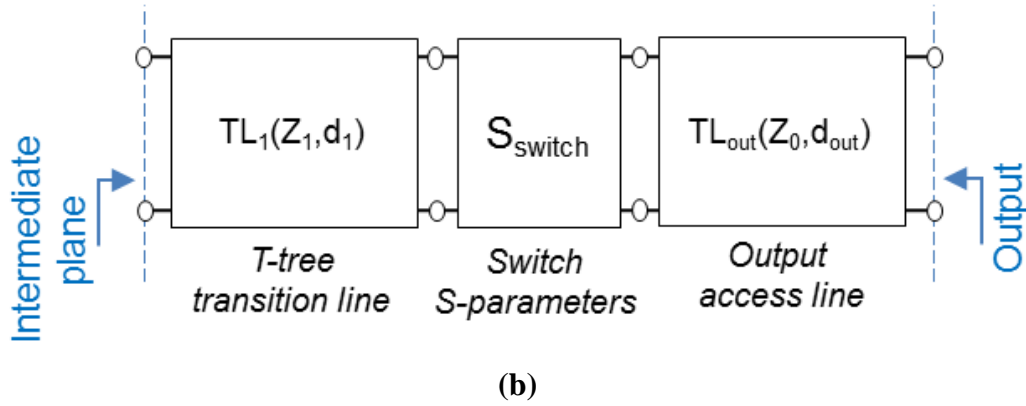 Intermediate
plane
TL1(Z1,d1)
Sswitch
TLout(Z0,dout)
Output
T-tree
transition line
Switch
S-parameters
Output
access line
(b)